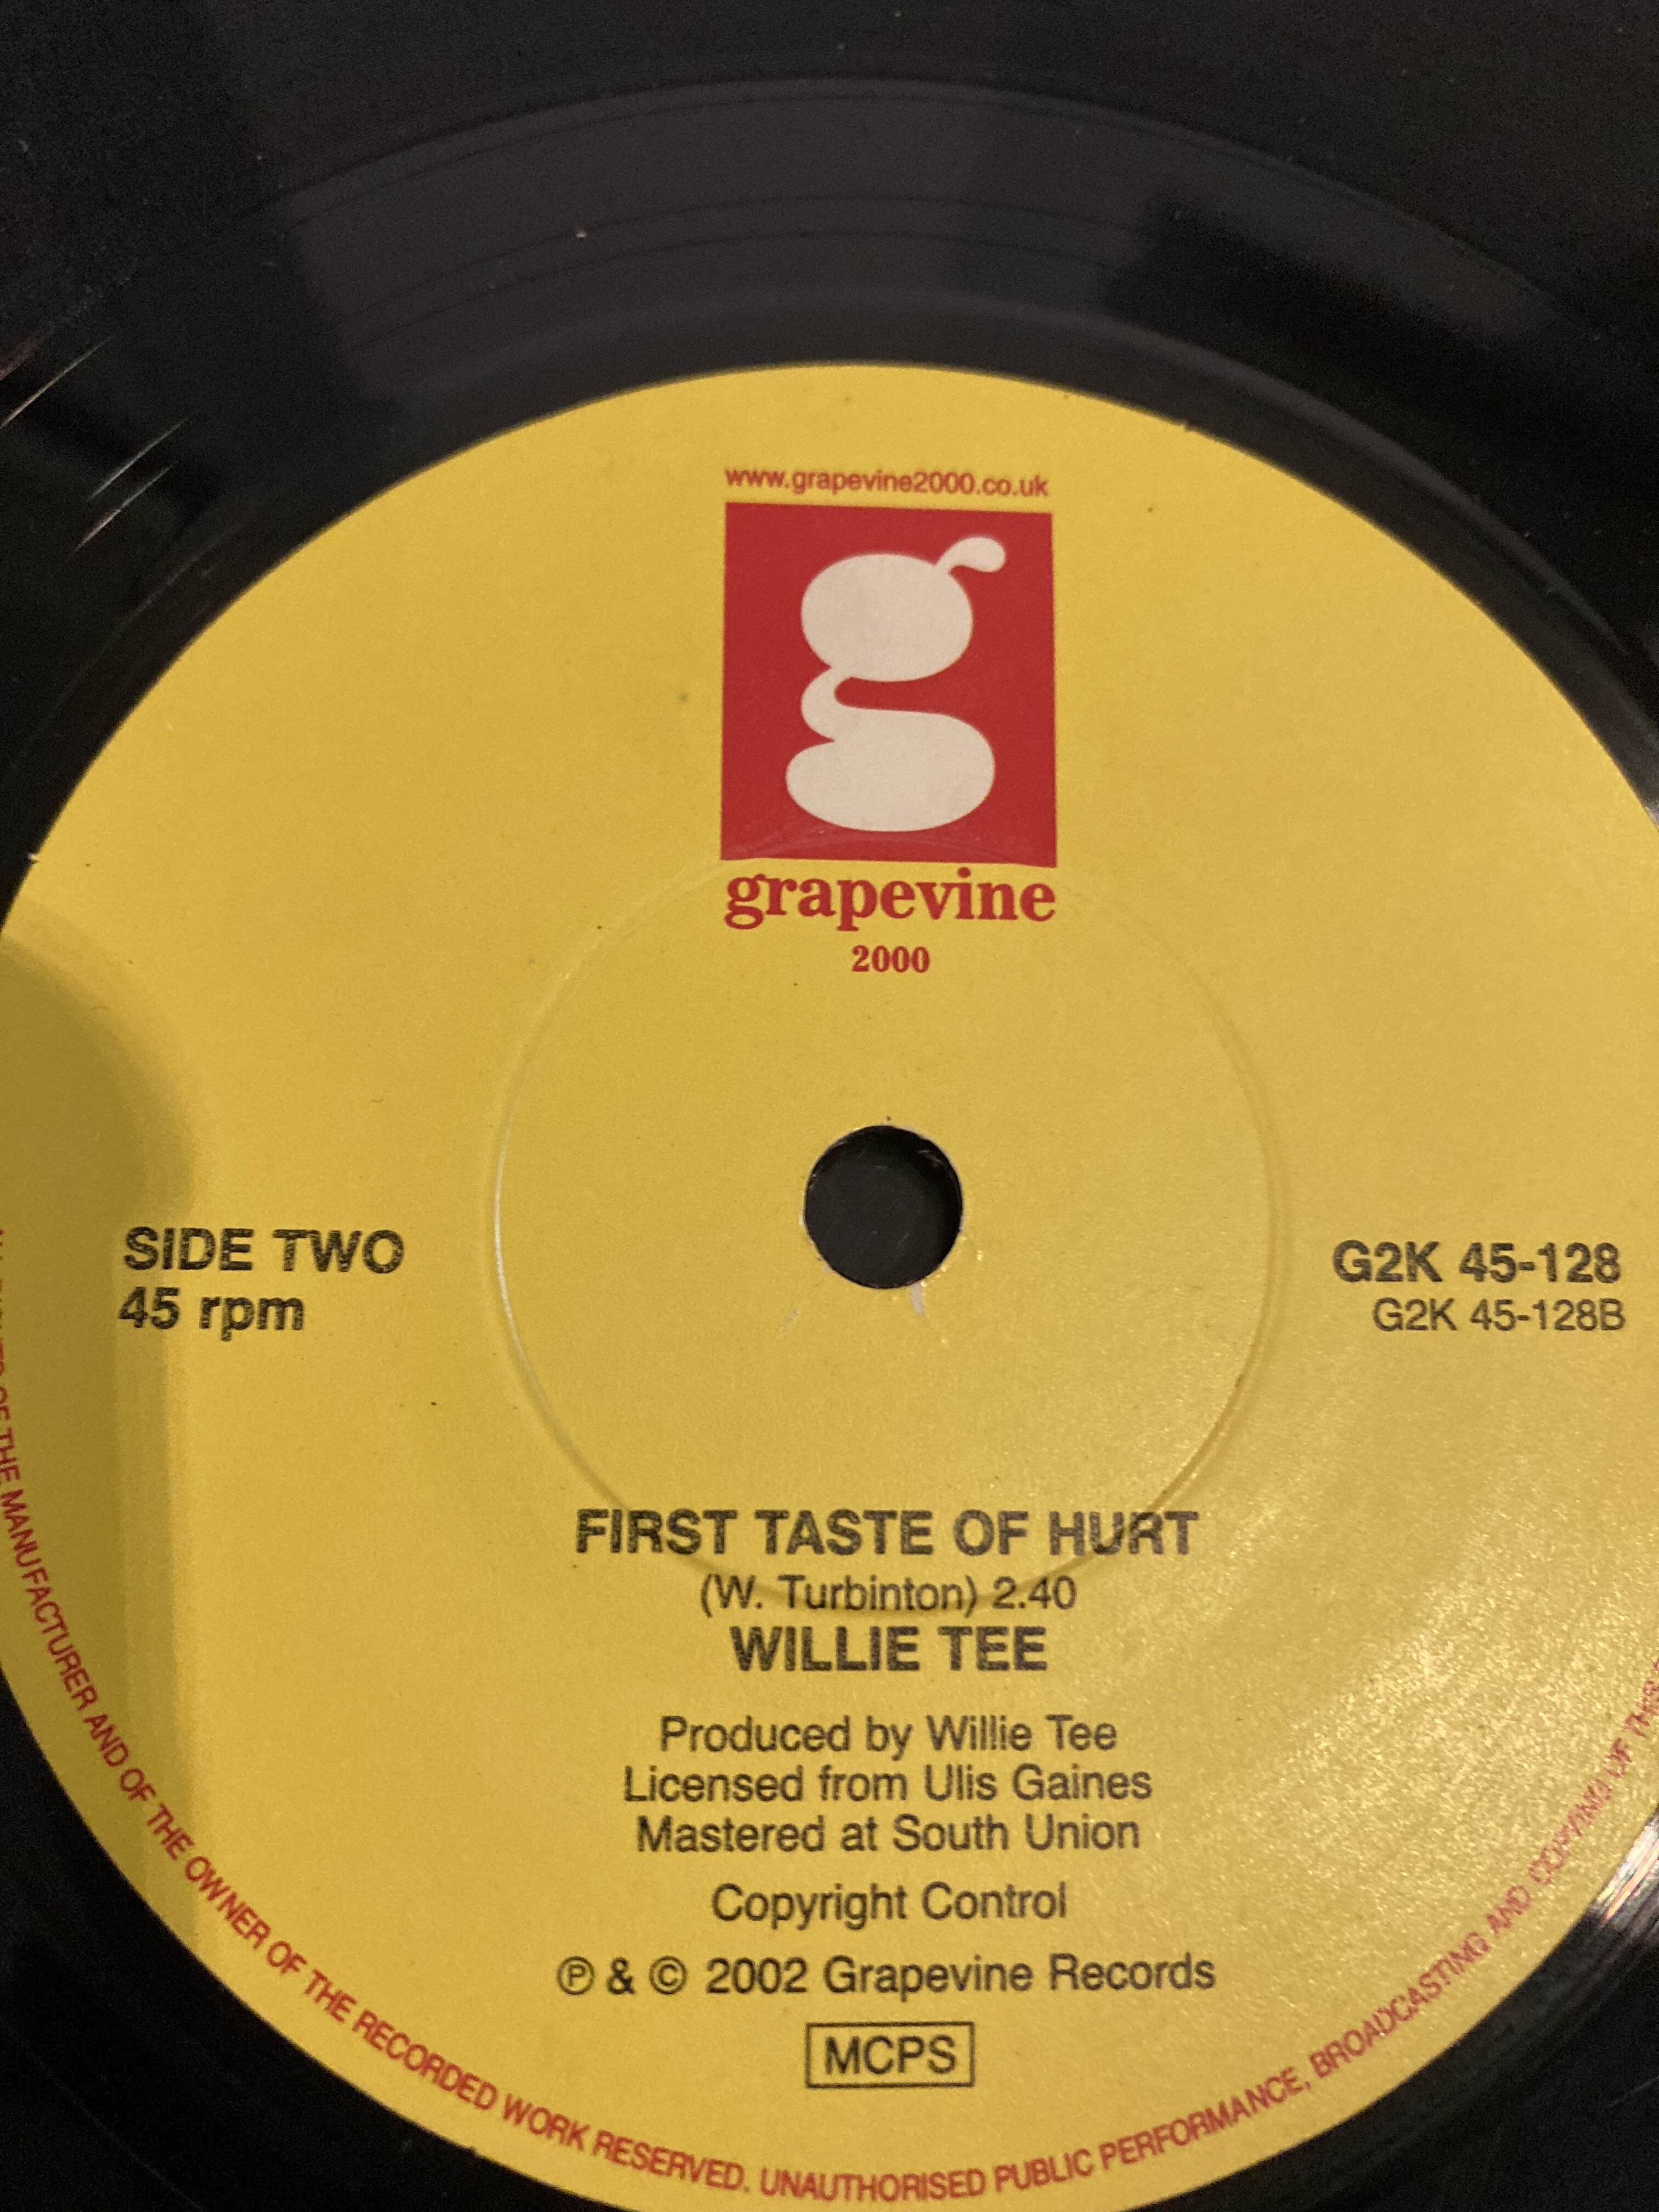 www.grapevine2000.co.uk
g
grapevine
2000
SIDE TWO
45 rpm
G2K 45-128
G2K 45-128B
FIRST TASTE OF HURT
(W. Turbinton) 2.40
WILLIE TEE
Produced by Willie Tee
Licensed from Ulis Gaines
Mastered at South Union
Copyright Control
℗ & © 2002 Grapevine Records
MCPS
OF THE MANUFACTURER AND OF THE OWNER OF THE RECORDED WORK RESERVED. UNAUTHORISED PUBLIC PERFORMANCE, BROADCASTING AND COPYING OF